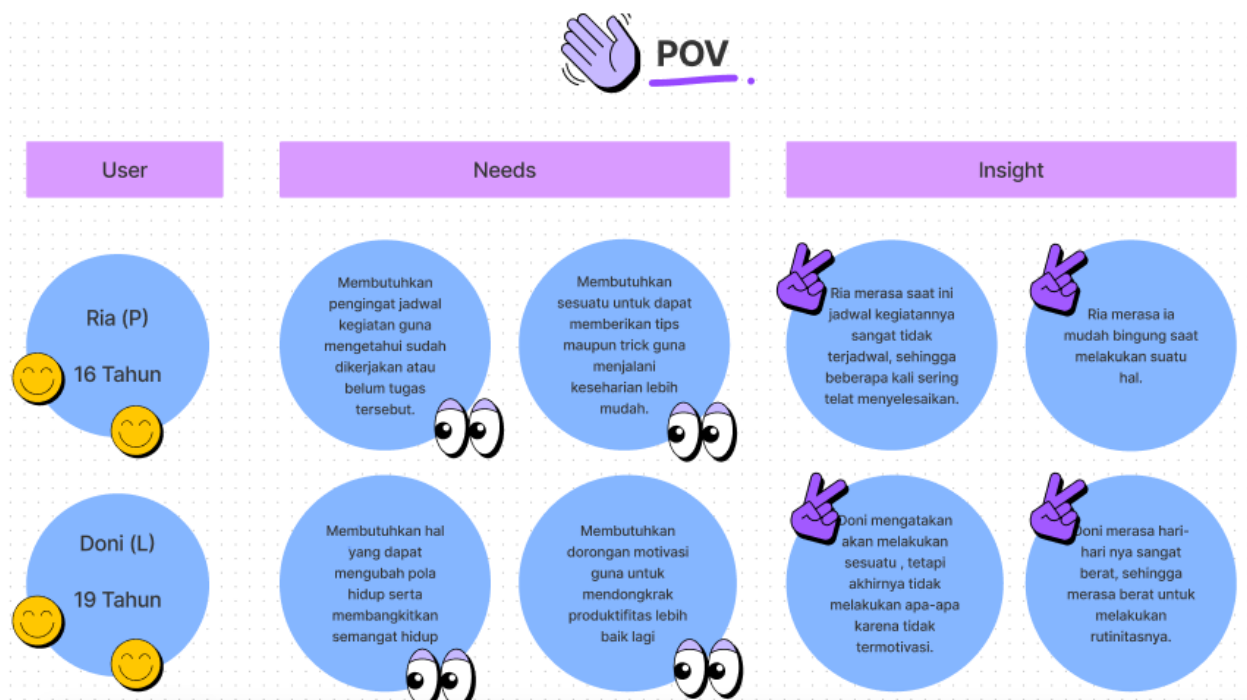 POV
User
Needs
Insight
Ria (P)
16 Tahun
Membutuhkan
pengingat jadwal
kegiatan guna
mengetahui sudah
dikerjakan atau
belum tugas
tersebut.
Membutuhkan
sesuatu untuk dapat
memberikan tips
maupun trick guna
menjalani
keseharian lebih
mudah.
Ria merasa saat ini
jadwal kegiatannya
sangat tidak
terjadwal, sehingga
beberapa kali sering
telat menyelesaikan.
Ria merasa ia
mudah bingung saat
melakukan suatu
hal.
Doni (L)
19 Tahun
Membutuhkan hal
yang dapat
mengubah pola
hidup serta
membangkitkan
semangat hidup
Membutuhkan
dorongan motivasi
guna untuk
mendongkrak
produktifitas lebih
baik lagi
Doni mengatakan
akan melakukan
sesuatu , tetapi
akhirnya tidak
melakukan apa-apa
karena tidak
termotivasi.
Doni merasa hari-
hari nya sangat
berat, sehingga
merasa berat untuk
melakukan
rutinitasnya.